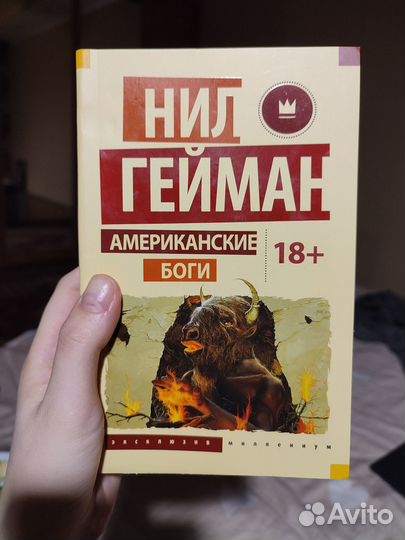 НИЛ
ГЕЙМАН
АМЕРИКАНСКИЕ
БОГИ
18+
эксклюзив миллениум
Avito